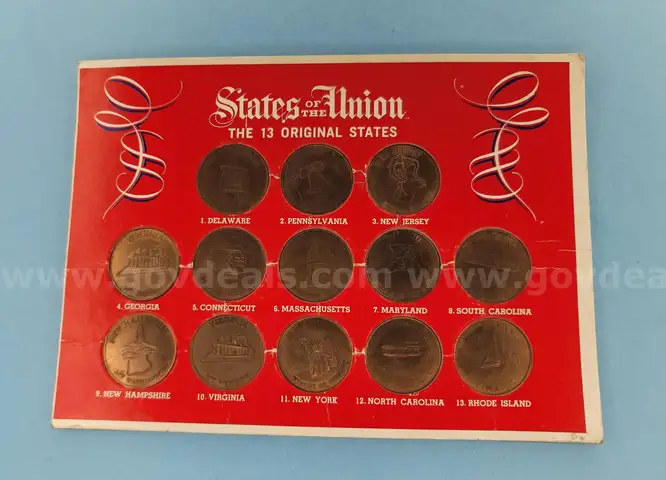 States OF THE Union
THE 13 ORIGINAL STATES
1. DELAWARE
2. PENNSYLVANIA
3. NEW JERSEY
4. GEORGIA
5. CONNECTICUT
6. MASSACHUSETTS
7. MARYLAND
8. SOUTH CAROLINA
9. NEW HAMPSHIRE
10. VIRGINIA
11. NEW YORK
12. NORTH CAROLINA
13. RHODE ISLAND
www.govdeals.com